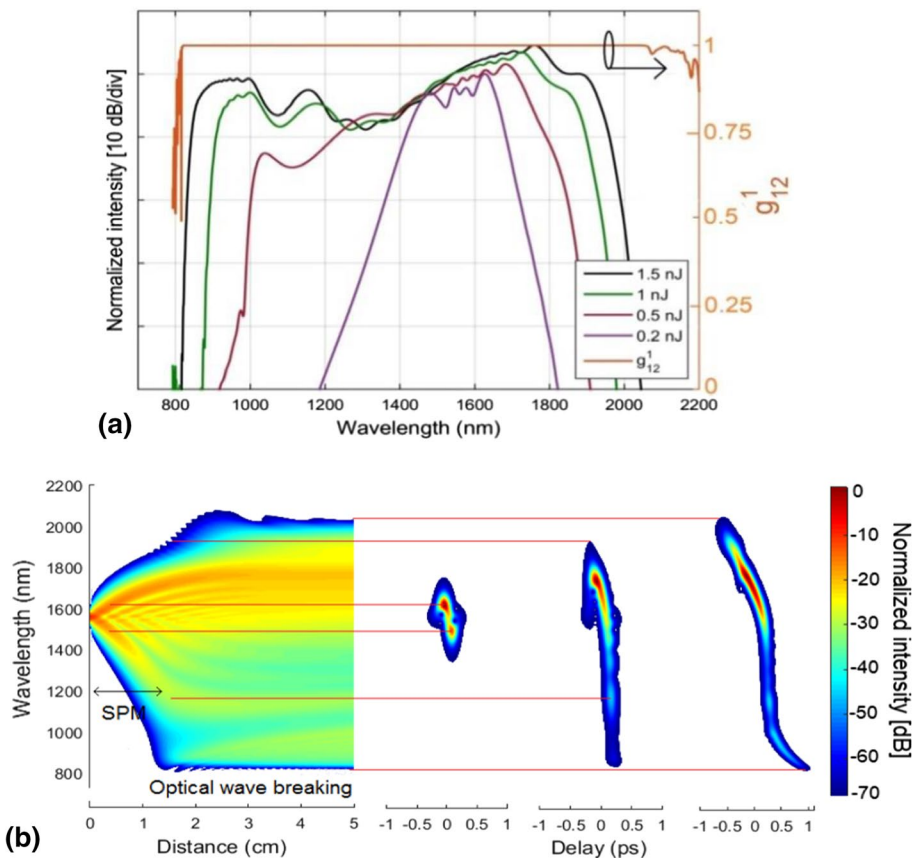 Normalized intensity [10 dB/div]
1
0.75
0.5
0.25
0
g¹₁₂
1.5 nJ
1 nJ
0.5 nJ
0.2 nJ
g¹₁₂
800 1000 1200 1400 1600 1800 2000 2200
Wavelength (nm)
(a)
2200
2000
1800
1600
1400
1200
1000
800
Wavelength (nm)
SPM
Optical wave breaking
0 1 2 3 4 5
Distance (cm)
-1 -0.5 0 0.5 1
-1 -0.5 0 0.5 1
-1 -0.5 0 0.5 1
Delay (ps)
0
-10
-20
-30
-40
-50
-60
-70
Normalized intensity [dB]
(b)